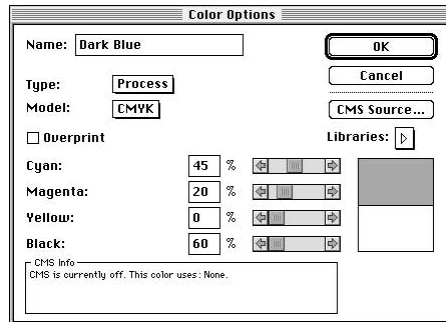 Color Options
Name: Dark Blue
OK
Cancel
Type: Process
Model: CMYK
CMS Source...
Overprint
Libraries:
Cyan: 45 %
Magenta: 20 %
Yellow: 0 %
Black: 60 %
CMS Info
CMS is currently off. This color uses: None.